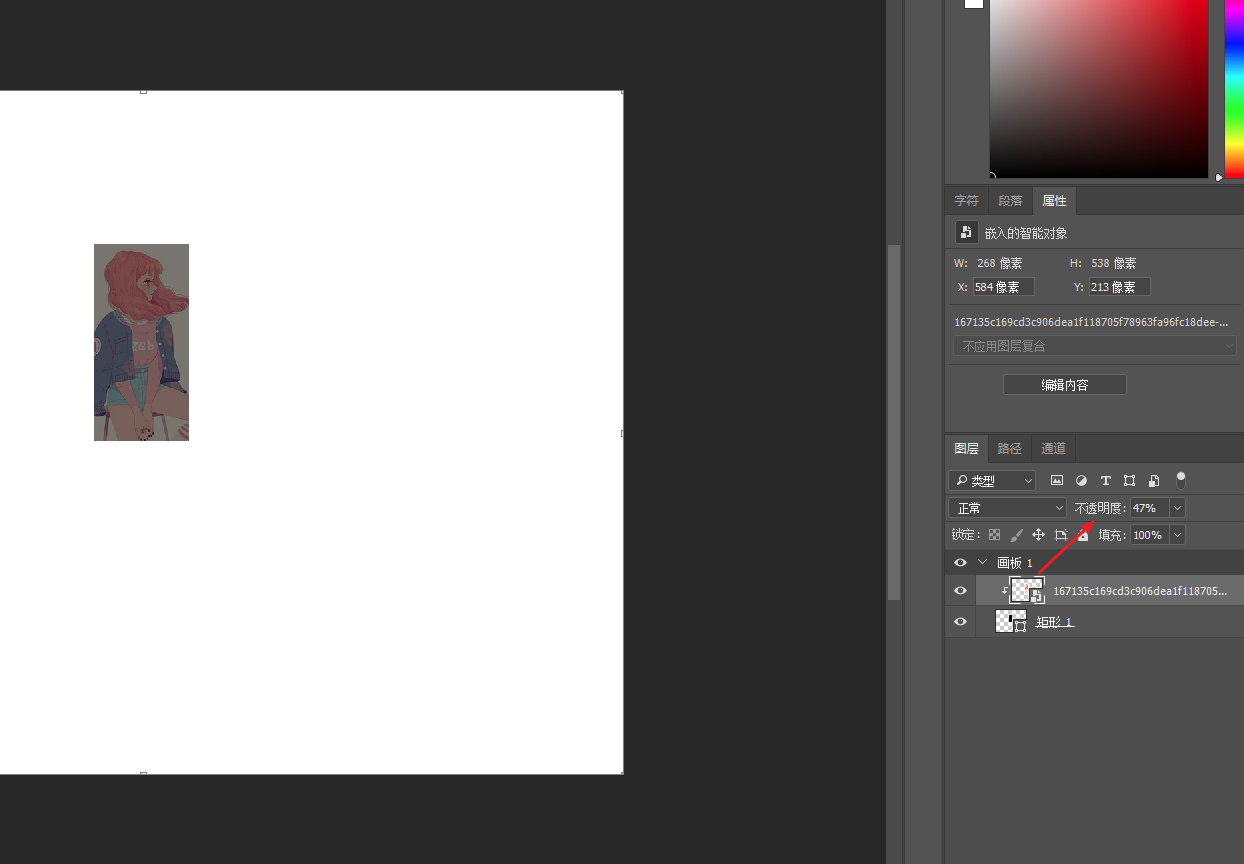 字符 段落 属性
嵌入的智能对象
W: 268 像素 H: 538 像素
X: 584 像素 Y: 213 像素
167135c169cd3c906dea1f118705f78963fa96fc18dee-...
不应用图层复合
编辑内容
图层 路径 通道
类型
正常 不透明度: 47%
锁定: 填充: 100%
画板 1
167135c169cd3c906dea1f118705...
矩形 1
zeb